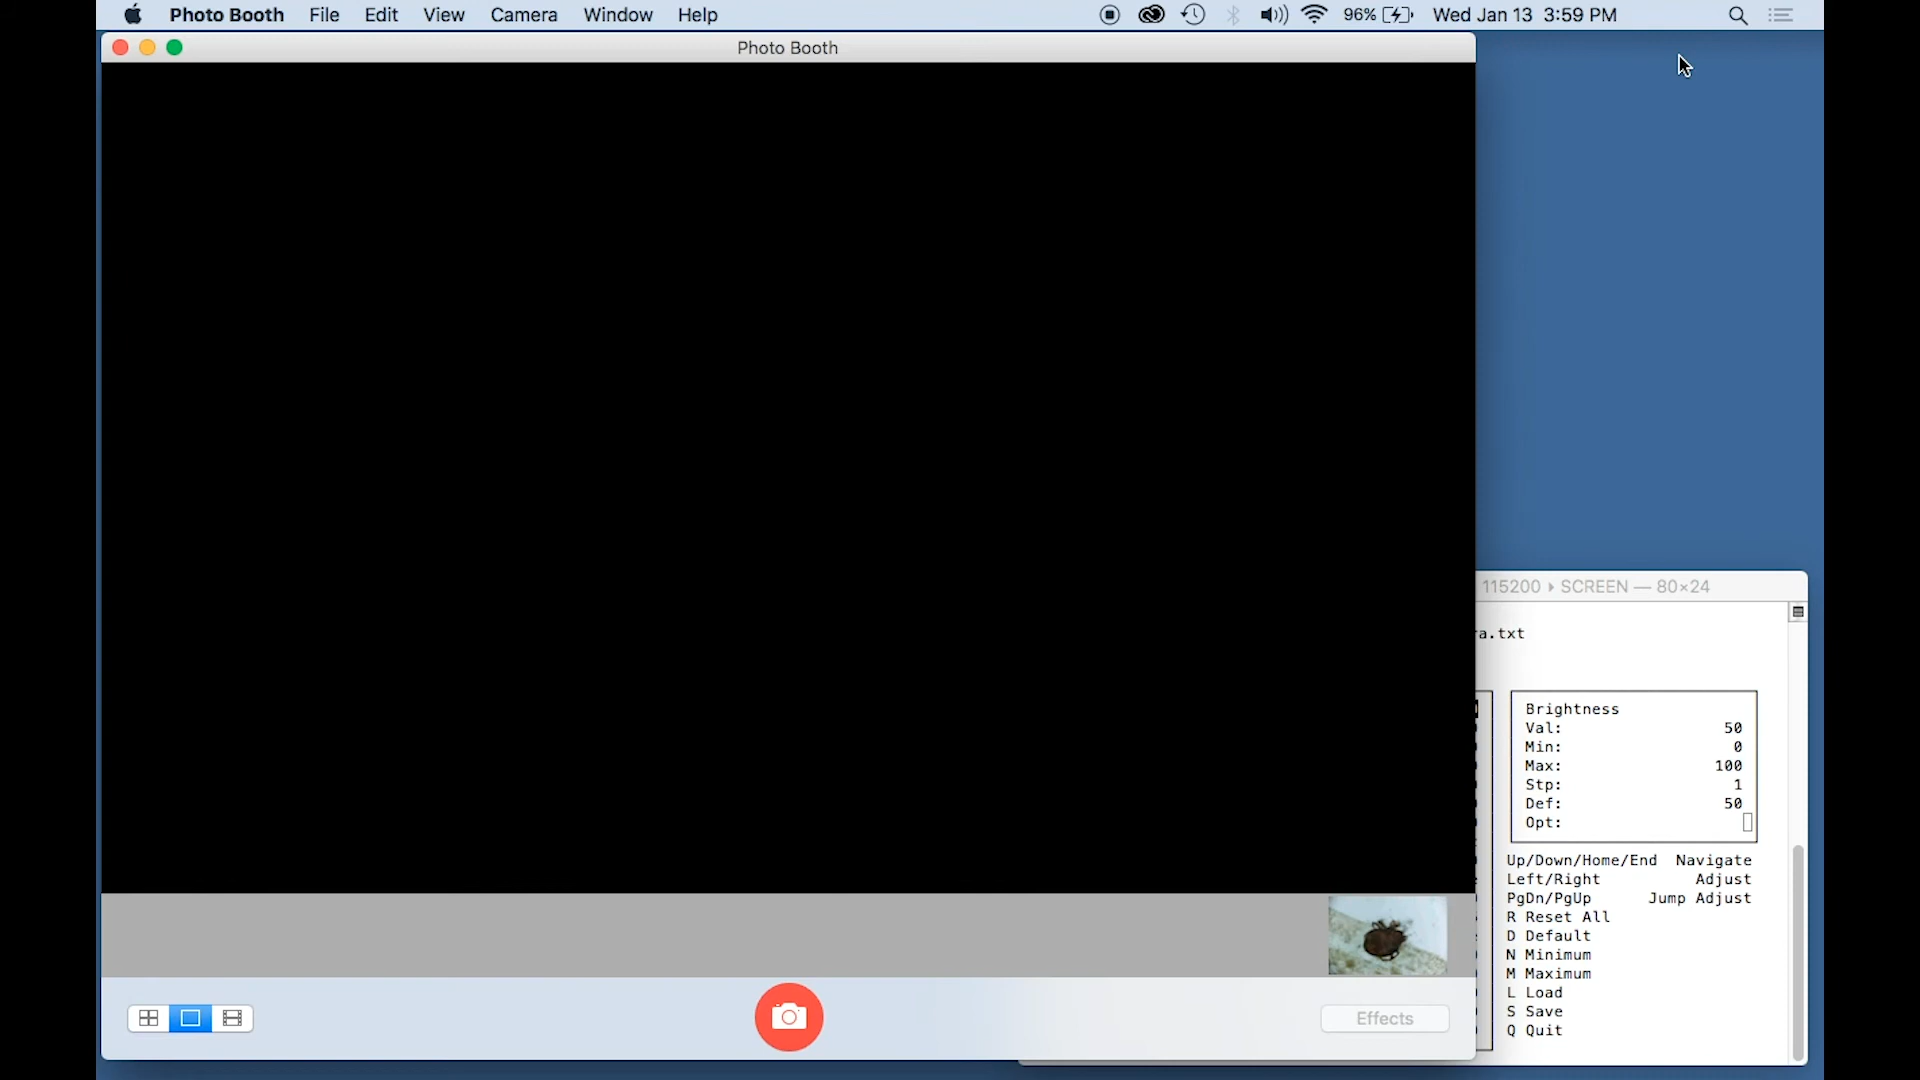 Photo Booth File Edit View Camera Window Help 96% Wed Jan 13 3:59 PM
Photo Booth
115200 ▸ SCREEN — 80×24
a.txt
Brightness
Val: 50
Min: 0
Max: 100
Stp: 1
Def: 50
Opt:
Up/Down/Home/End Navigate
Left/Right Adjust
PgDn/PgUp Jump Adjust
R Reset All
D Default
N Minimum
M Maximum
L Load
S Save
Q Quit
Effects